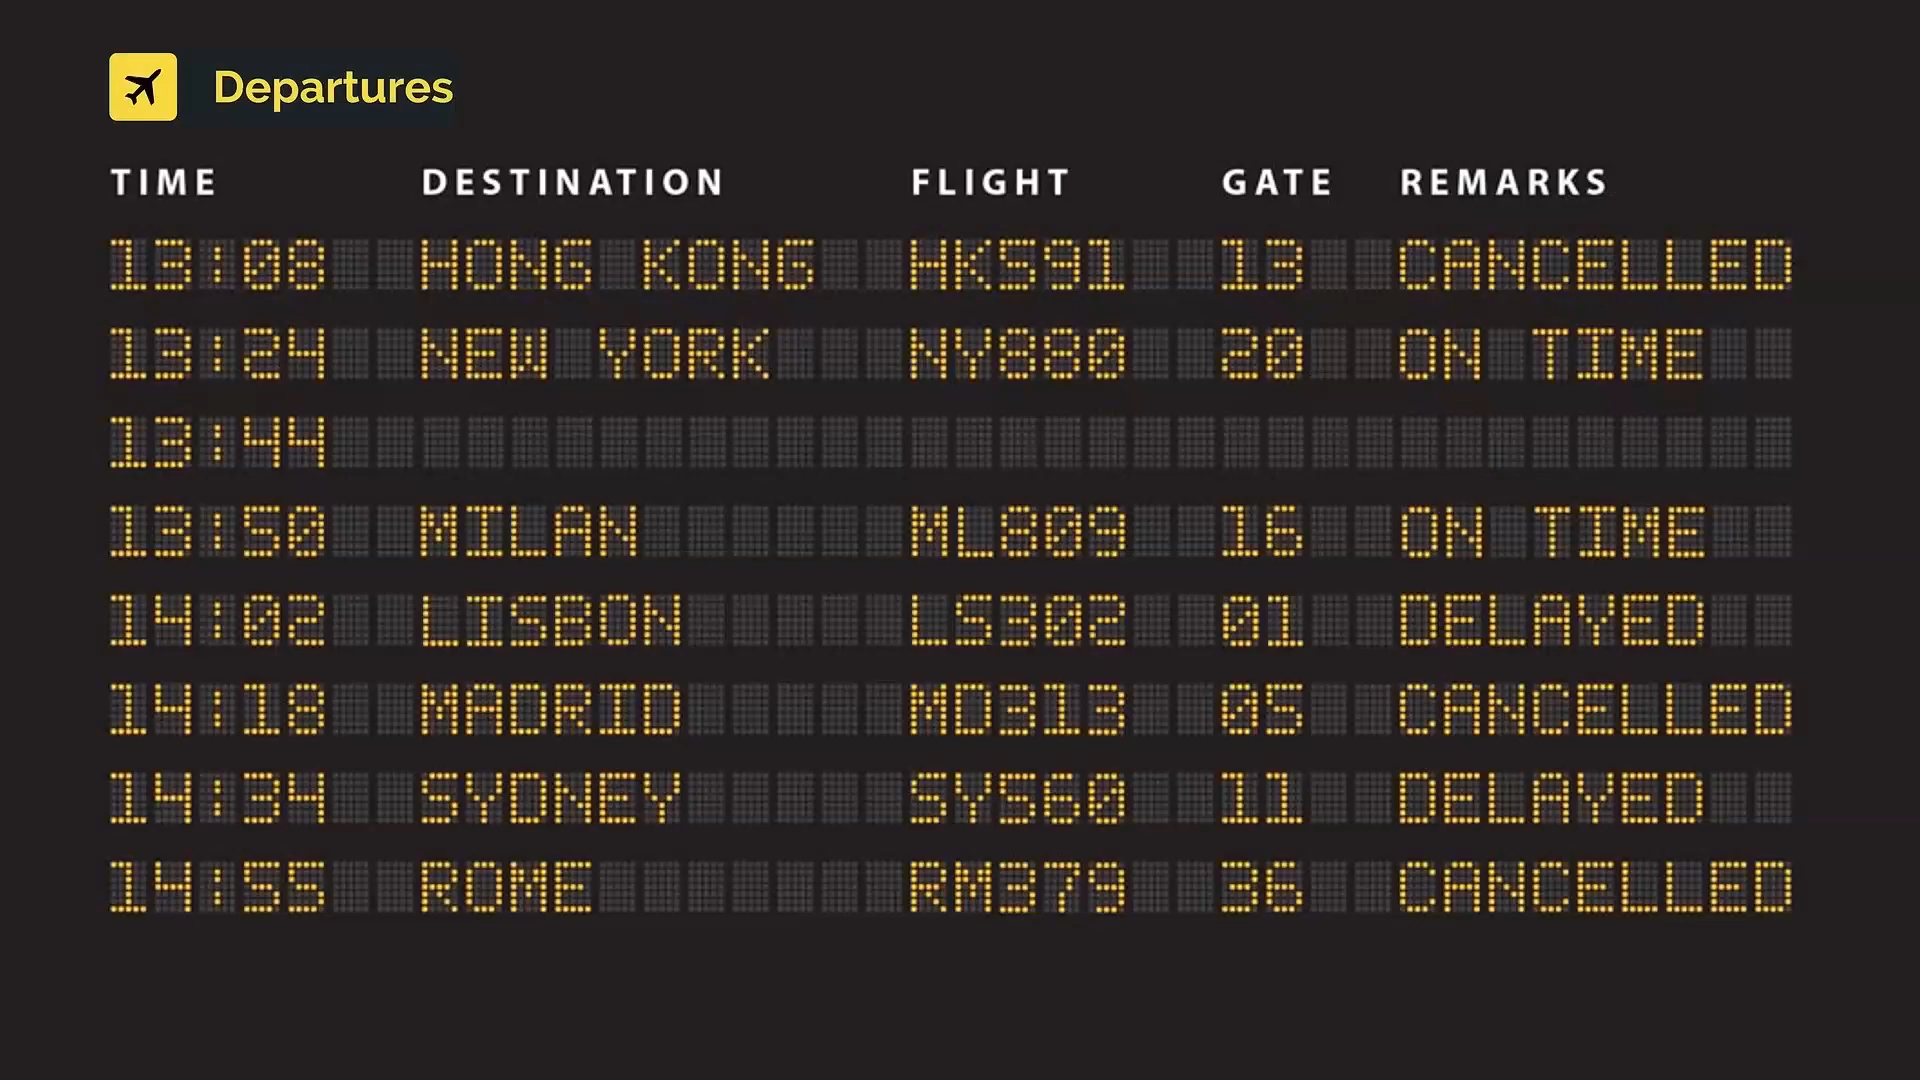 Departures
TIME DESTINATION FLIGHT GATE REMARKS
13:08 HONG KONG HK591 13 CANCELLED
13:24 NEW YORK NY880 20 ON TIME
13:44
13:50 MILAN ML809 16 ON TIME
14:02 LISBON LS302 01 DELAYED
14:18 MADRID MD313 05 CANCELLED
14:34 SYDNEY SY560 11 DELAYED
14:55 ROME RM379 36 CANCELLED